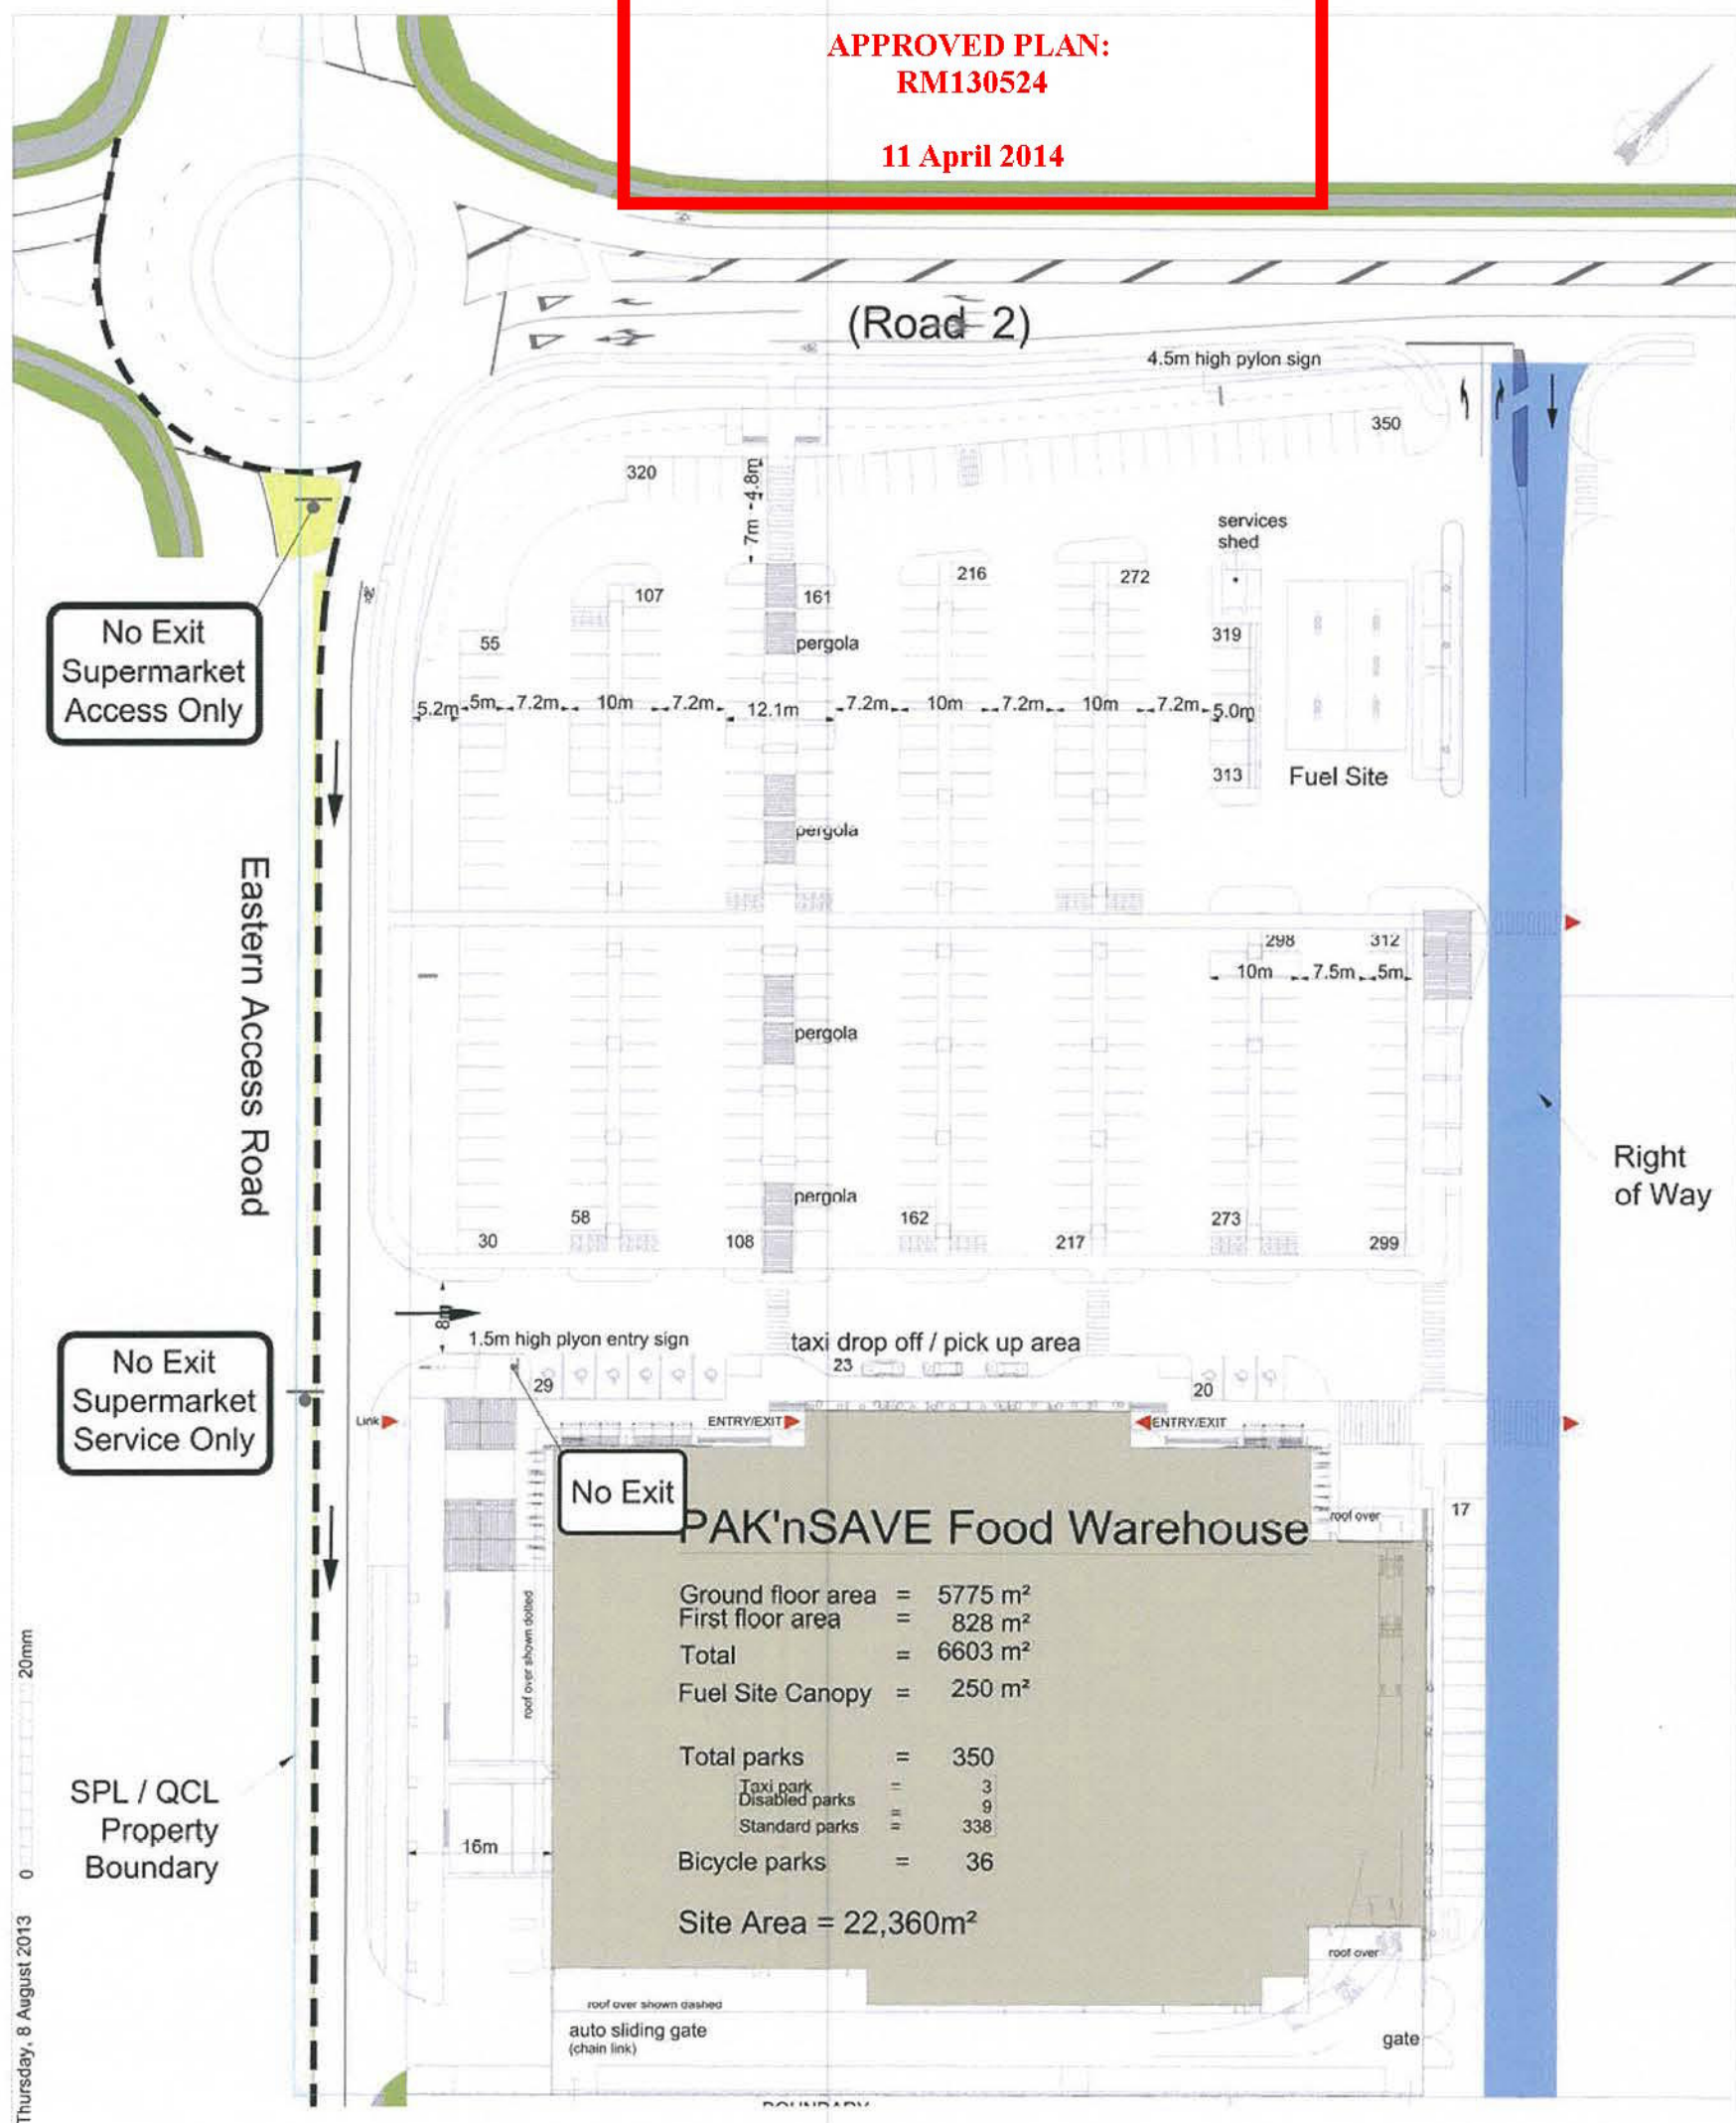 APPROVED PLAN:
RM130524
11 April 2014
(Road 2)
4.5m high pylon sign
350
320
7m
4.8m
services
shed
107
161
216
272
55
pergola
319
No Exit
Supermarket
Access Only
5.2m
5m
7.2m
10m
7.2m
12.1m
7.2m
10m
7.2m
10m
7.2m
5.0m
313
Fuel Site
pergola
Eastern Access Road
298
312
10m
7.5m
5m
pergola
Right
of Way
pergola
30
58
108
162
217
273
299
8m
1.5m high plyon entry sign
taxi drop off / pick up area
23
29
20
No Exit
Supermarket
Service Only
Link
ENTRY/EXIT
ENTRY/EXIT
No Exit
PAK'nSAVE Food Warehouse
roof over
17
Ground floor area = 5775 m²
First floor area = 828 m²
Total = 6603 m²
Fuel Site Canopy = 250 m²
roof over shown dotted
Total parks = 350
Taxi park = 3
Disabled parks = 9
Standard parks = 338
Bicycle parks = 36
Site Area = 22,360m²
SPL / QCL
Property
Boundary
16m
roof over
roof over shown dashed
auto sliding gate
(chain link)
gate
BOUNDARY
0 20mm
Thursday, 8 August 2013